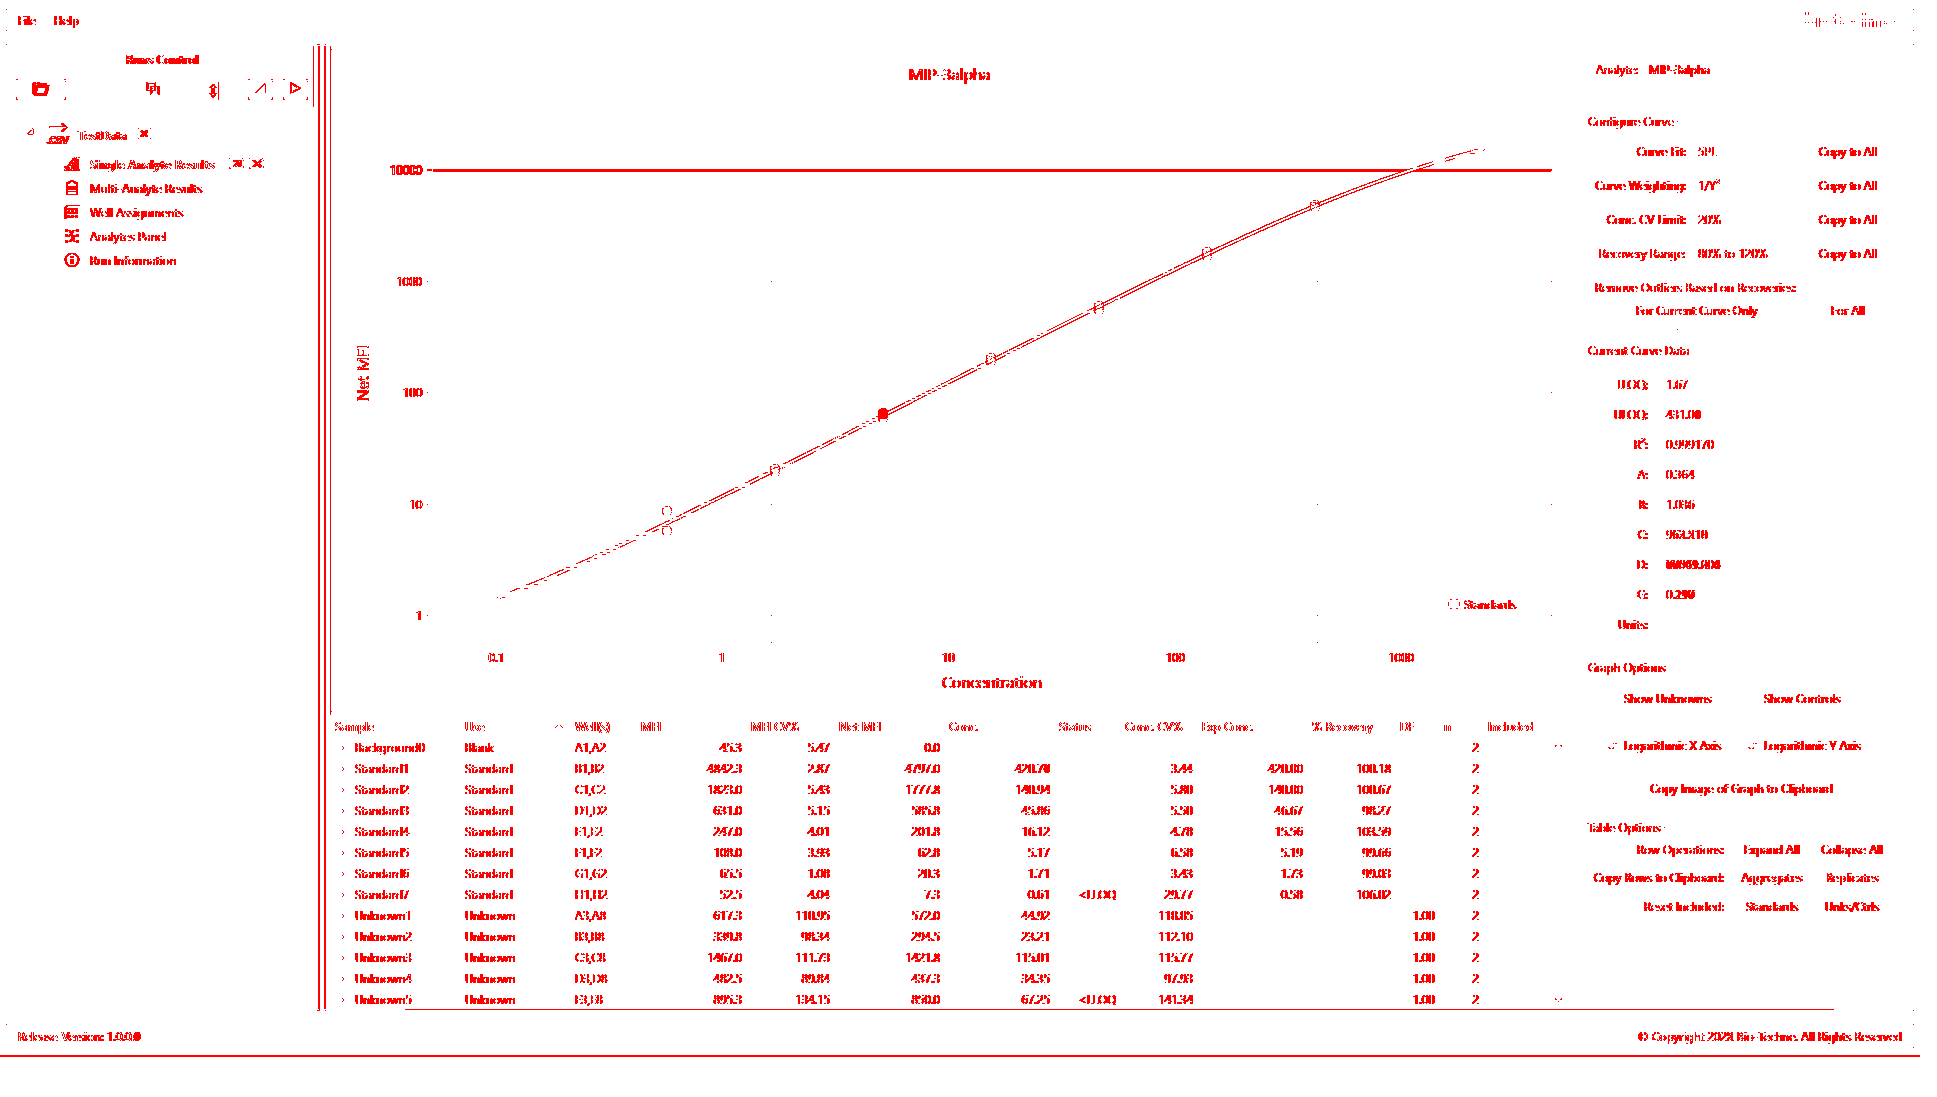 File Help
Runs Control
TestData
Single Analyte Results
Multi-Analyte Results
Well Assignments
Analytes Panel
Run Information
MIP-3alpha
10000
1000
100
10
1
Net MFI
0.1 1 10 100 1000
Concentration
Standards
Sample Use Well(s) MFI MFI CV% Net MFI Conc. Status Conc. CV% Exp Conc. % Recovery DF n Included
Background0 Blank A1,A2 45.3 5.47 0.0 2
Standard1 Standard B1,B2 4842.3 2.87 4797.0 420.78 3.44 420.00 100.18 2
Standard2 Standard C1,C2 1823.0 5.43 1777.8 140.94 5.80 140.00 100.67 2
Standard3 Standard D1,D2 631.0 5.15 585.8 45.86 5.50 46.67 98.27 2
Standard4 Standard E1,E2 247.0 4.01 201.8 16.12 4.78 15.56 103.59 2
Standard5 Standard F1,F2 108.0 3.93 62.8 5.17 6.58 5.19 99.66 2
Standard6 Standard G1,G2 65.5 1.08 20.3 1.71 3.43 1.73 99.03 2
Standard7 Standard H1,H2 52.5 4.04 7.3 0.61 <LLOQ 29.77 0.58 106.02 2
Unknown1 Unknown A3,A8 617.3 110.95 572.0 44.92 118.05 1.00 2
Unknown2 Unknown B3,B8 339.8 98.34 294.5 23.21 112.10 1.00 2
Unknown3 Unknown C3,C8 1467.0 111.73 1421.8 115.01 115.77 1.00 2
Unknown4 Unknown D3,D8 482.5 89.84 437.3 34.35 97.93 1.00 2
Unknown5 Unknown E3,E8 895.3 134.15 850.0 67.25 <LLOQ 141.34 1.00 2
Analyte: MIP-3alpha
Configure Curve
Curve Fit: 5PL Copy to All
Curve Weighting: 1/Y² Copy to All
Conc. CV Limit: 20% Copy to All
Recovery Range: 80% to 120% Copy to All
Remove Outliers Based on Recoveries:
For Current Curve Only For All
Current Curve Data
LLOQ: 1.67
ULOQ: 431.00
R²: 0.999170
A: 0.364
B: 1.036
C:
D:
G: 0.290
Units:
Graph Options
Show Unknowns Show Controls
Logarithmic X Axis Logarithmic Y Axis
Copy Image of Graph to Clipboard
Table Options
Row Operations: Expand All Collapse All
Copy Rows to Clipboard: Aggregates Replicates
Reset Included: Standards Unks/Ctrls
Release Version: 1.0.0.0
© Copyright Bio-Techne. All Rights Reserved